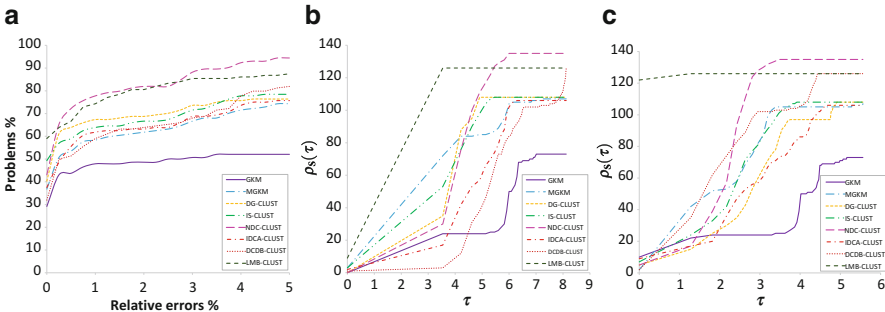 a
Problems %
100
90
80
70
60
50
40
30
20
10
0
0
1
2
3
4
5
Relative errors %
GKM
MGKM
DG-CLUST
IS-CLUST
NDC-CLUST
IDCA-CLUST
DCDB-CLUST
LMB-CLUST
b
ρs(τ)
140
120
100
80
60
40
20
0
0
1
2
3
4
5
6
7
8
9
τ
GKM
MGKM
DG-CLUST
IS-CLUST
NDC-CLUST
IDCA-CLUST
DCDB-CLUST
LMB-CLUST
c
ρs(τ)
140
120
100
80
60
40
20
0
0
1
2
3
4
5
6
τ
GKM
MGKM
DG-CLUST
IS-CLUST
NDC-CLUST
IDCA-CLUST
DCDB-CLUST
LMB-CLUST